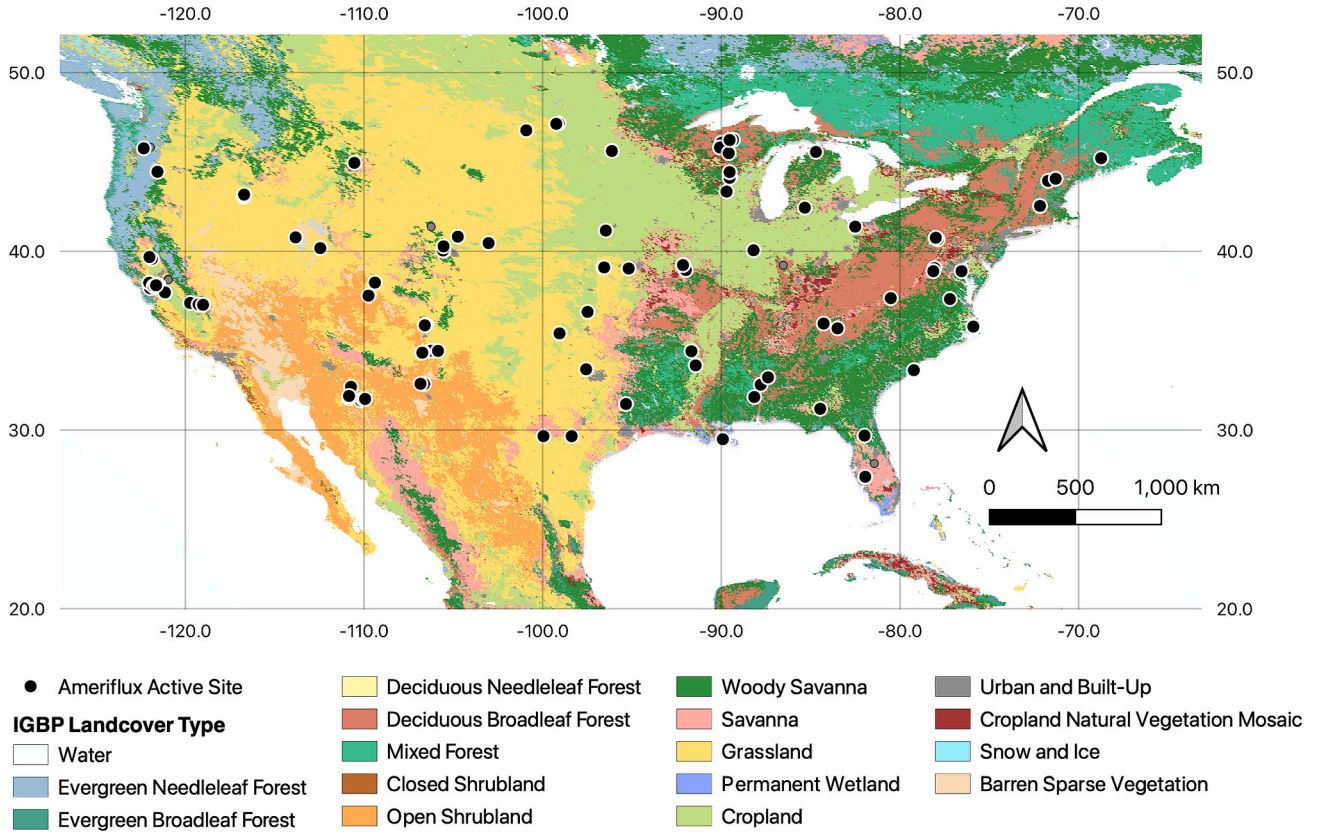 -120.0 -110.0 -100.0 -90.0 -80.0 -70.0
50.0 50.0
40.0 40.0
30.0 30.0
0 500 1,000 km
20.0 20.0
-120.0 -110.0 -100.0 -90.0 -80.0 -70.0
Ameriflux Active Site
IGBP Landcover Type
Water
Evergreen Needleleaf Forest
Evergreen Broadleaf Forest
Deciduous Needleleaf Forest
Deciduous Broadleaf Forest
Mixed Forest
Closed Shrubland
Open Shrubland
Woody Savanna
Savanna
Grassland
Permanent Wetland
Cropland
Urban and Built-Up
Cropland Natural Vegetation Mosaic
Snow and Ice
Barren Sparse Vegetation